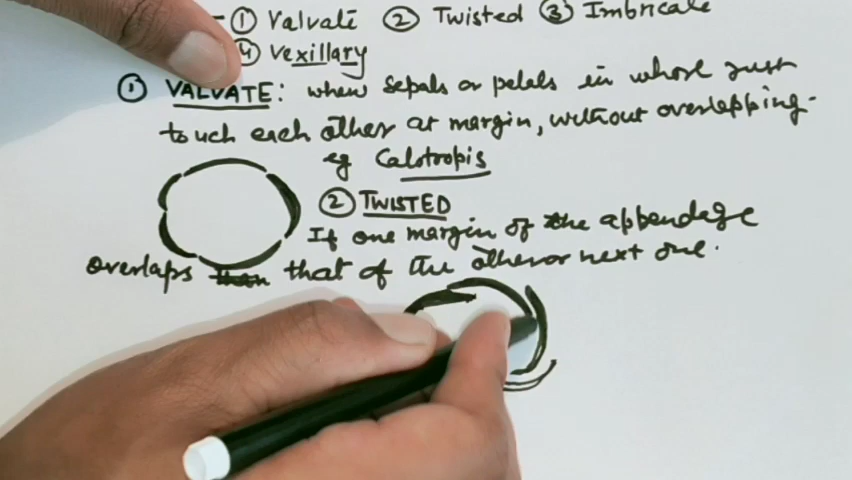 ① Valvate ② Twisted ③ Imbricate
④ Vexillary
① VALVATE: when sepals or petals in whorl just
touch each other at margin, without overlapping.
eg Calotropis
② TWISTED
If one margin of the appendage
overlaps that of the other or next one.